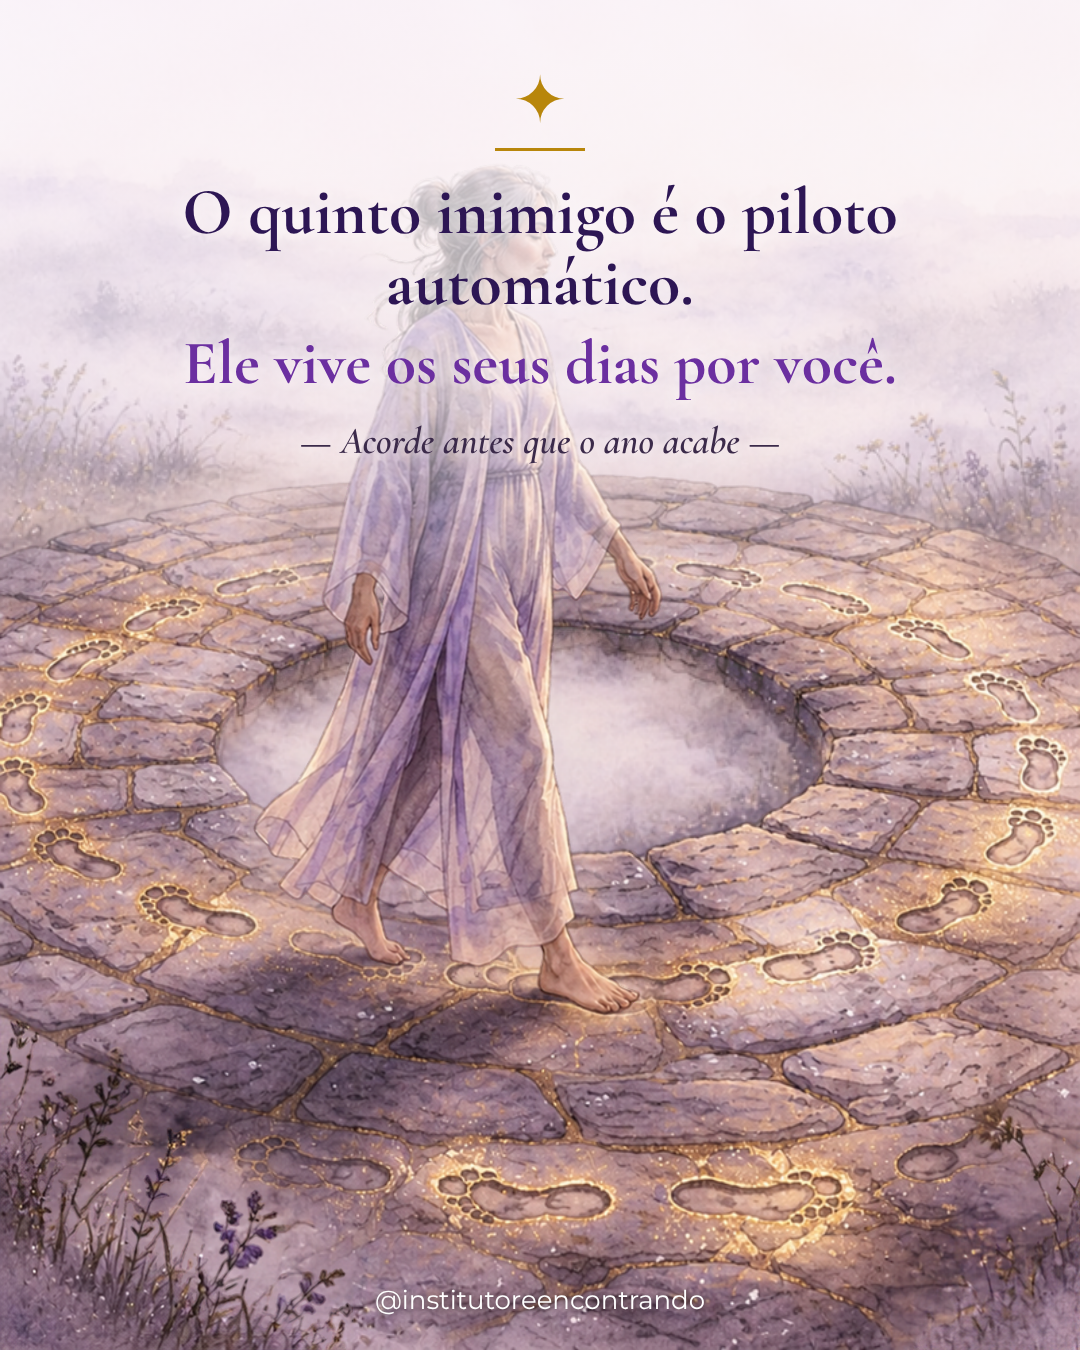 O quinto inimigo é o piloto
automático.
Ele vive os seus dias por você.
— Acorde antes que o ano acabe —
@institutoreencontrando